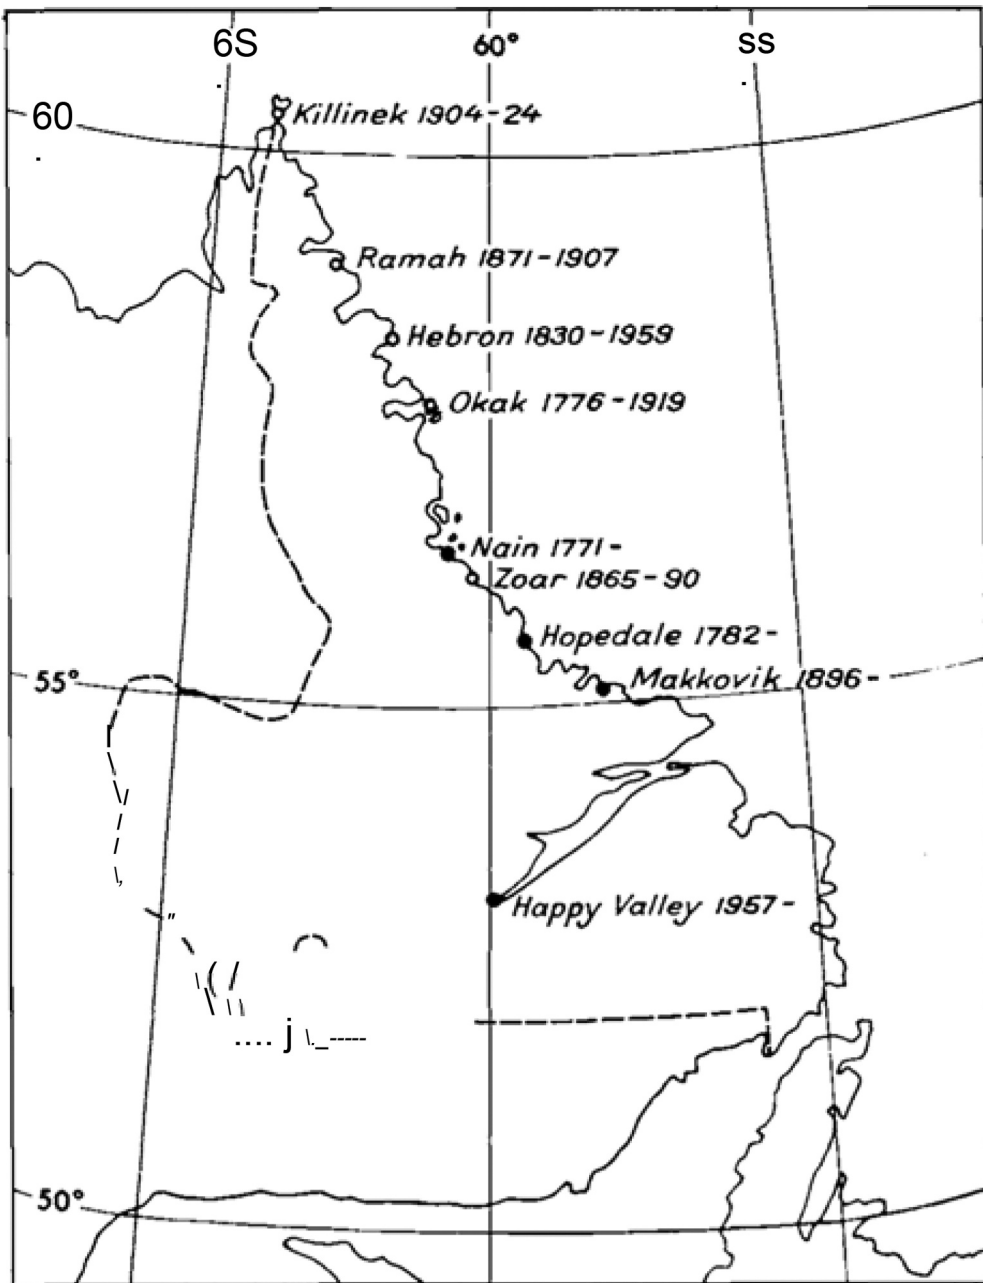 6S 60° ss
60
Killinek 1904-24
Ramah 1871-1907
Hebron 1830-1959
Okak 1776-1919
Nain 1771-
Zoar 1865-90
Hopedale 1782-
55°
Makkovik 1896-
Happy Valley 1957-
50°